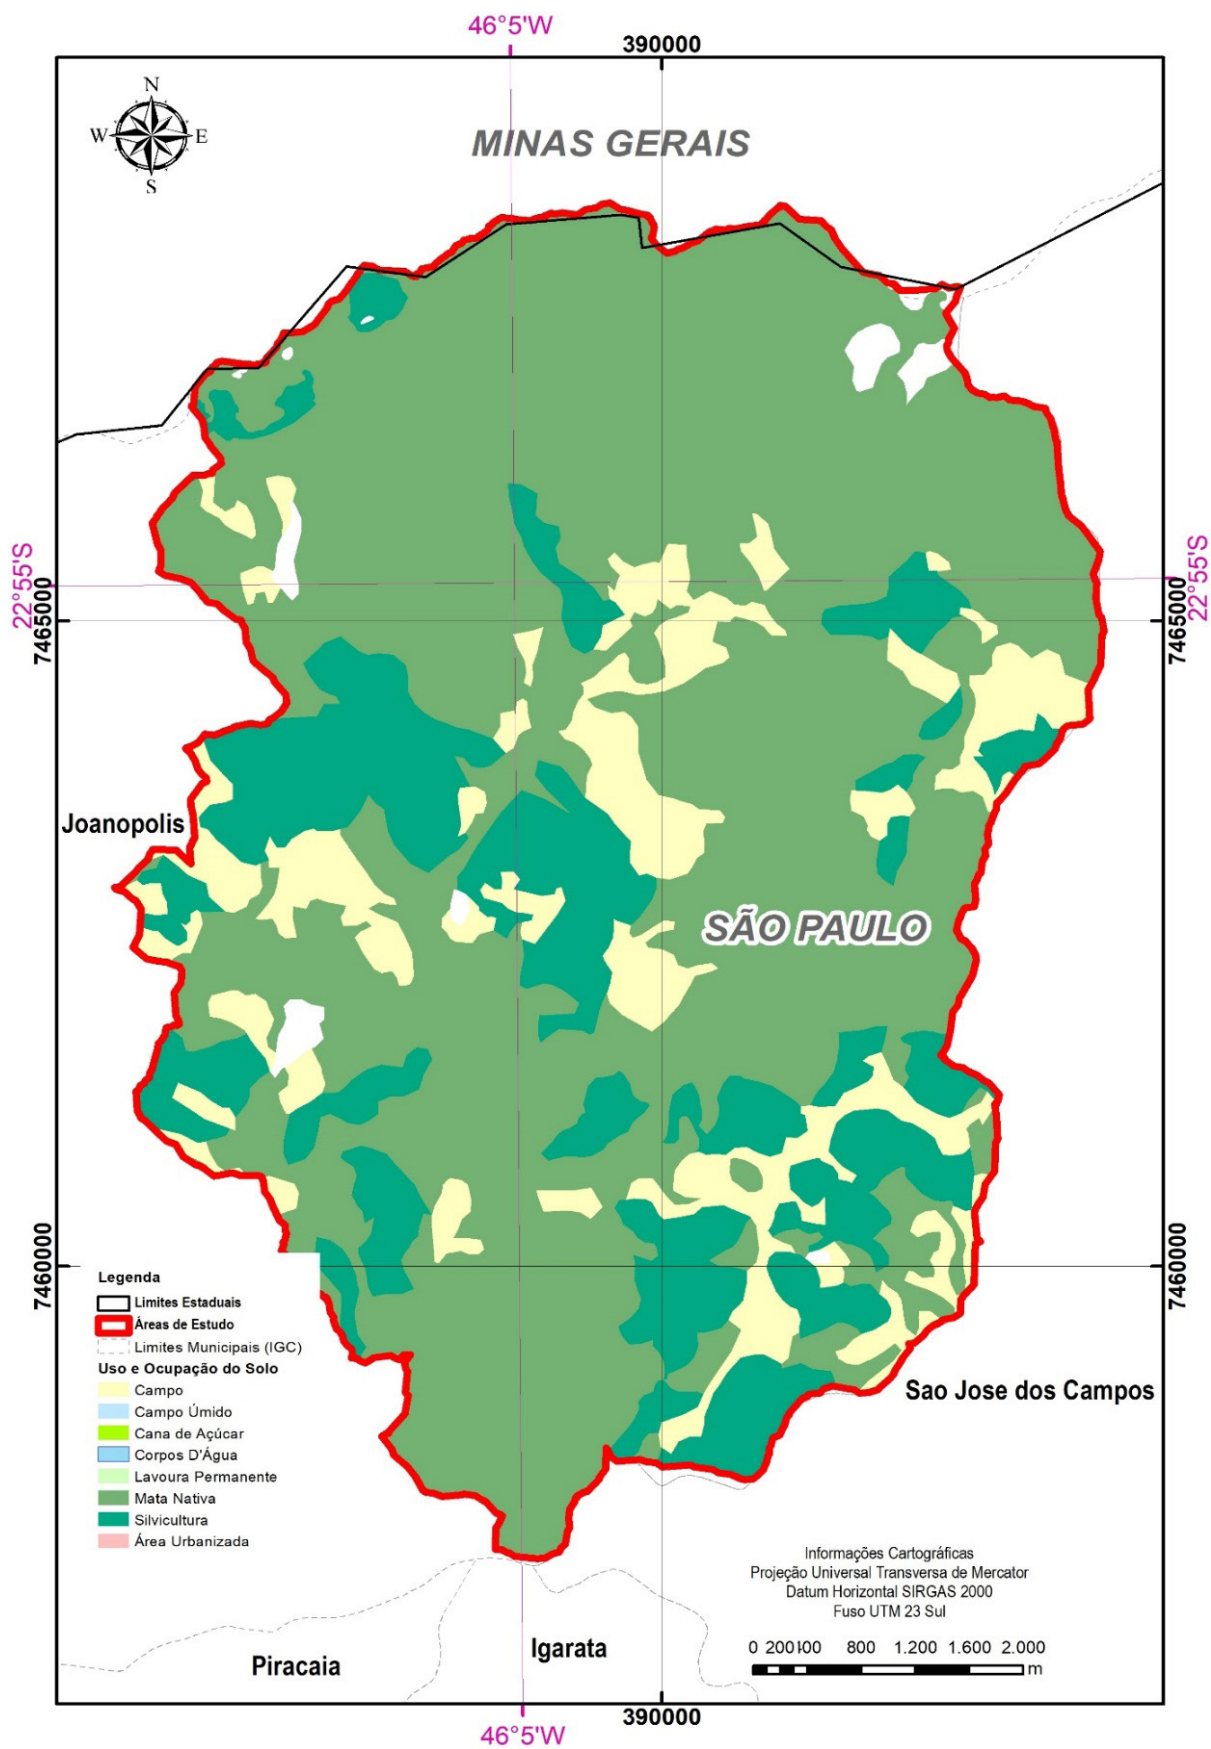 46°5'W
390000
N
W E
S
MINAS GERAIS
22°55'S
7465000
22°55'S
7465000
Joanopolis
SÃO PAULO
7460000
7460000
Legenda
Limites Estaduais
Áreas de Estudo
Limites Municipais (IGC)
Uso e Ocupação do Solo
Campo
Campo Úmido
Cana de Açúcar
Corpos D'Água
Lavoura Permanente
Mata Nativa
Silvicultura
Área Urbanizada
Sao Jose dos Campos
Informações Cartográficas
Projeção Universal Transversa de Mercator
Datum Horizontal SIRGAS 2000
Fuso UTM 23 Sul
0 200 400 800 1.200 1.600 2.000
m
Piracaia
Igarata
46°5'W
390000